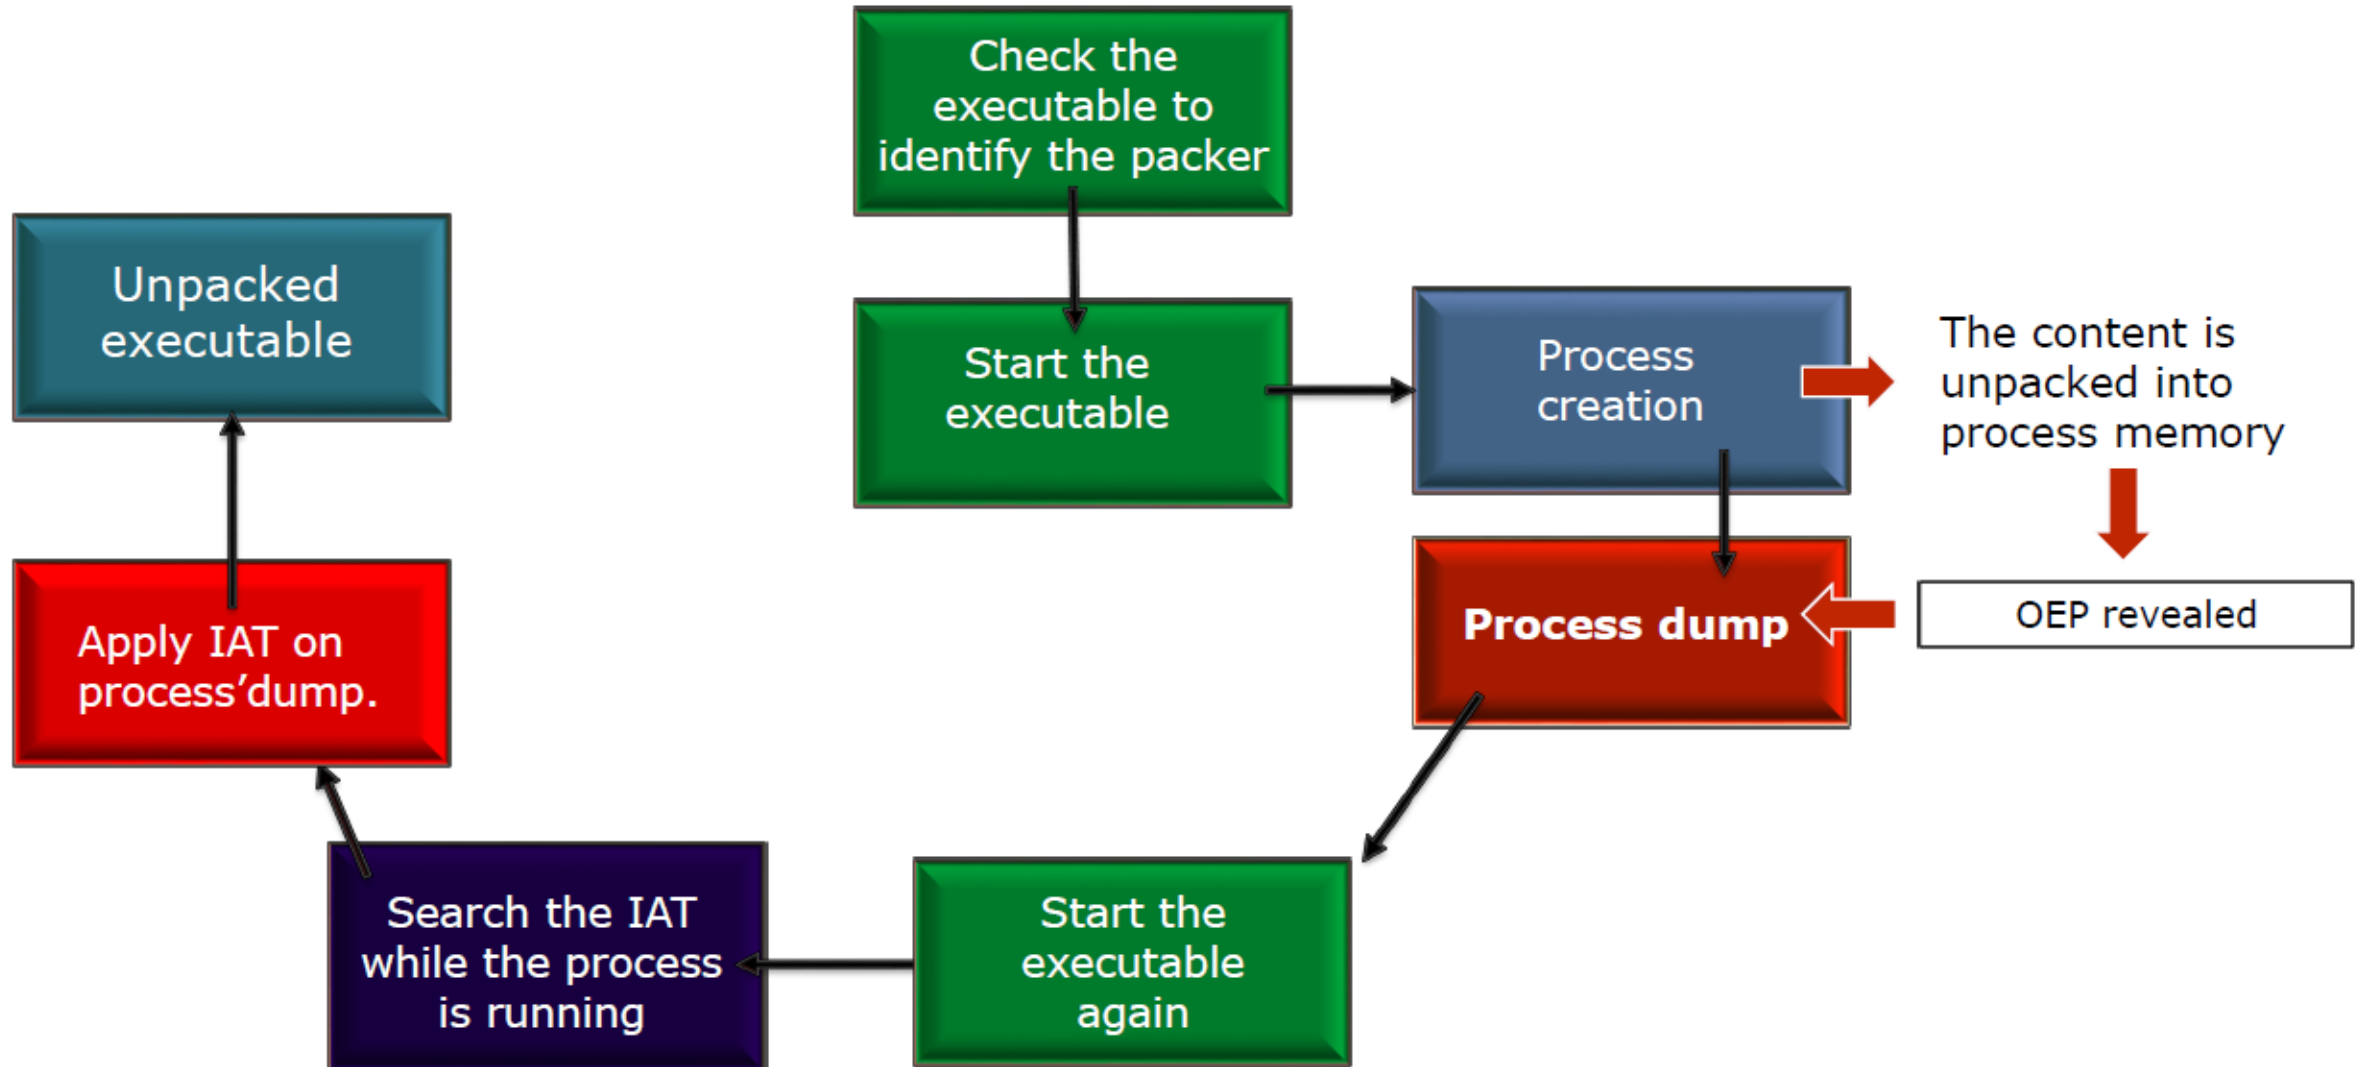 Check the
executable to
identify the packer
Start the
executable
Process
creation
The content is
unpacked into
process memory
OEP revealed
Process dump
Start the
executable
again
Search the IAT
while the process
is running
Apply IAT on
process’dump.
Unpacked
executable